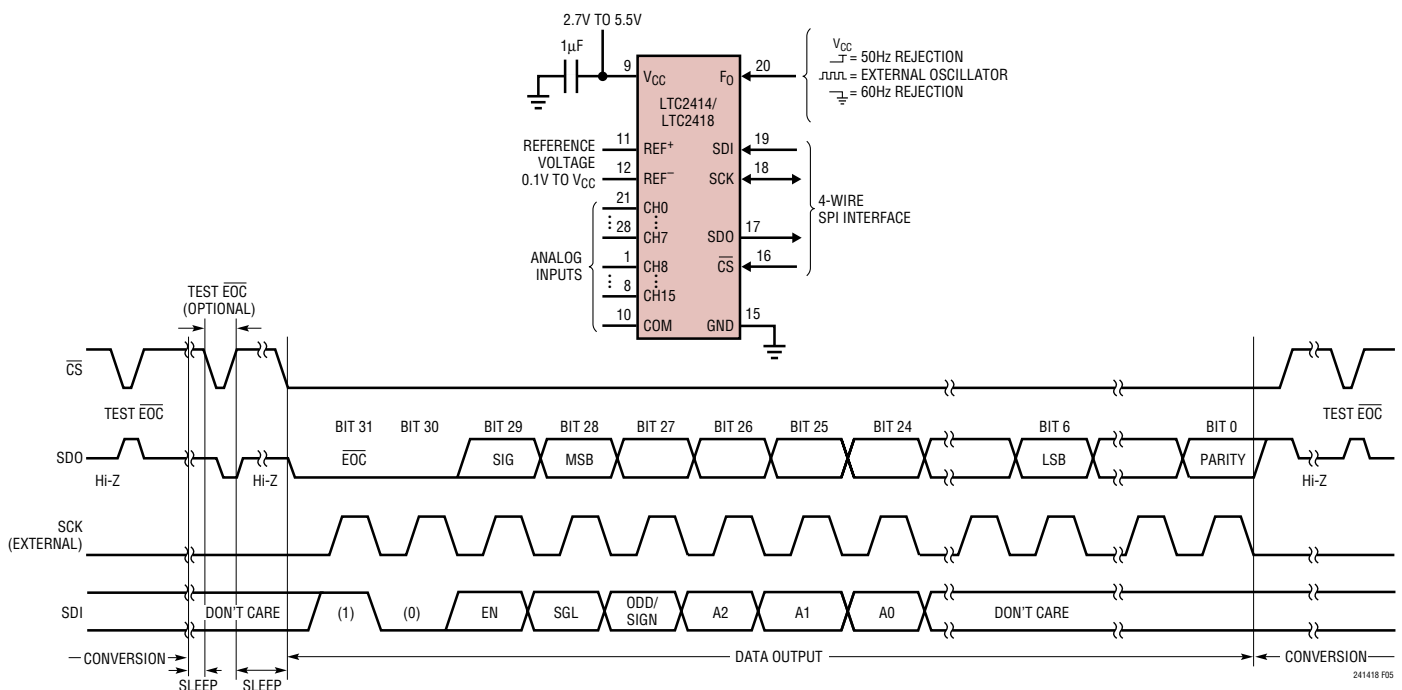 2.7V TO 5.5V
1µF
9
VCC
LTC2414/
LTC2418
FO
20
VCC
= 50Hz REJECTION
= EXTERNAL OSCILLATOR
= 60Hz REJECTION
REFERENCE
VOLTAGE
0.1V TO VCC
11
REF+
12
REF–
SDI
19
SCK
18
SDO
17
CS
16
4-WIRE
SPI INTERFACE
ANALOG
INPUTS
21
CH0
28
CH7
1
CH8
8
CH15
10
COM
GND
15
TEST EOC
(OPTIONAL)
CS
TEST EOC
TEST EOC
BIT 31
BIT 30
BIT 29
BIT 28
BIT 27
BIT 26
BIT 25
BIT 24
BIT 6
BIT 0
SDO
EOC
SIG
MSB
LSB
PARITY
Hi-Z
Hi-Z
Hi-Z
SCK
(EXTERNAL)
SDI
DON'T CARE
(1)
(0)
EN
SGL
ODD/
SIGN
A2
A1
A0
DON'T CARE
CONVERSION
SLEEP
SLEEP
DATA OUTPUT
CONVERSION
241418 F05